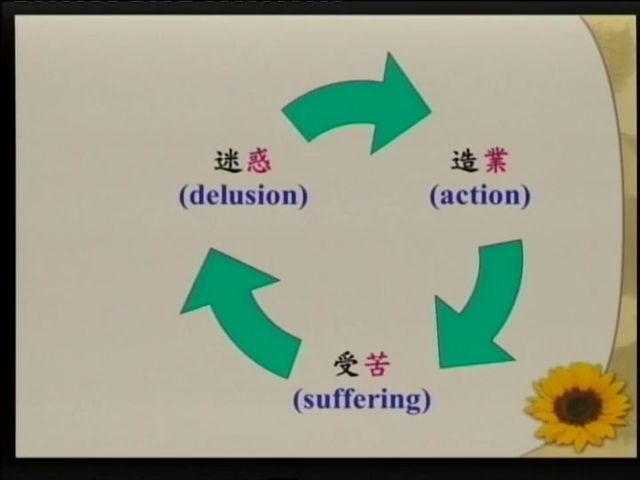 迷惑
(delusion)
造業
(action)
受苦
(suffering)